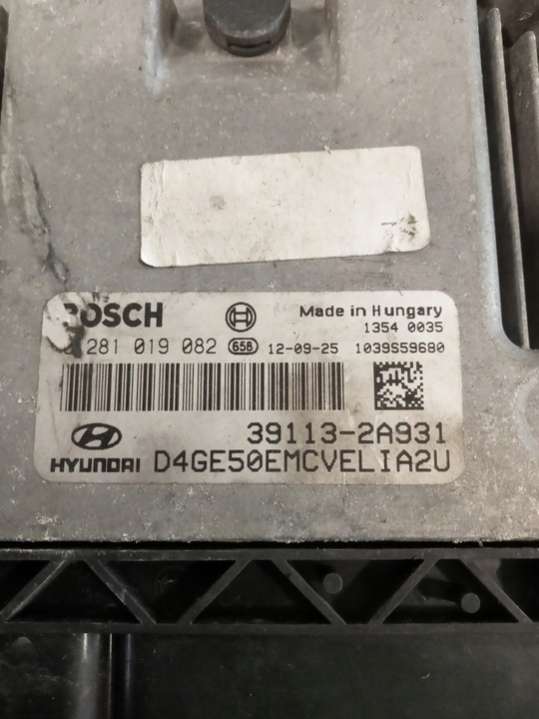 BOSCH
Made in Hungary
1354 0035
281 019 082 658 12-09-25 1039S59680
39113-2A931
HYUNDAI D4GE50EMCVELIA2U